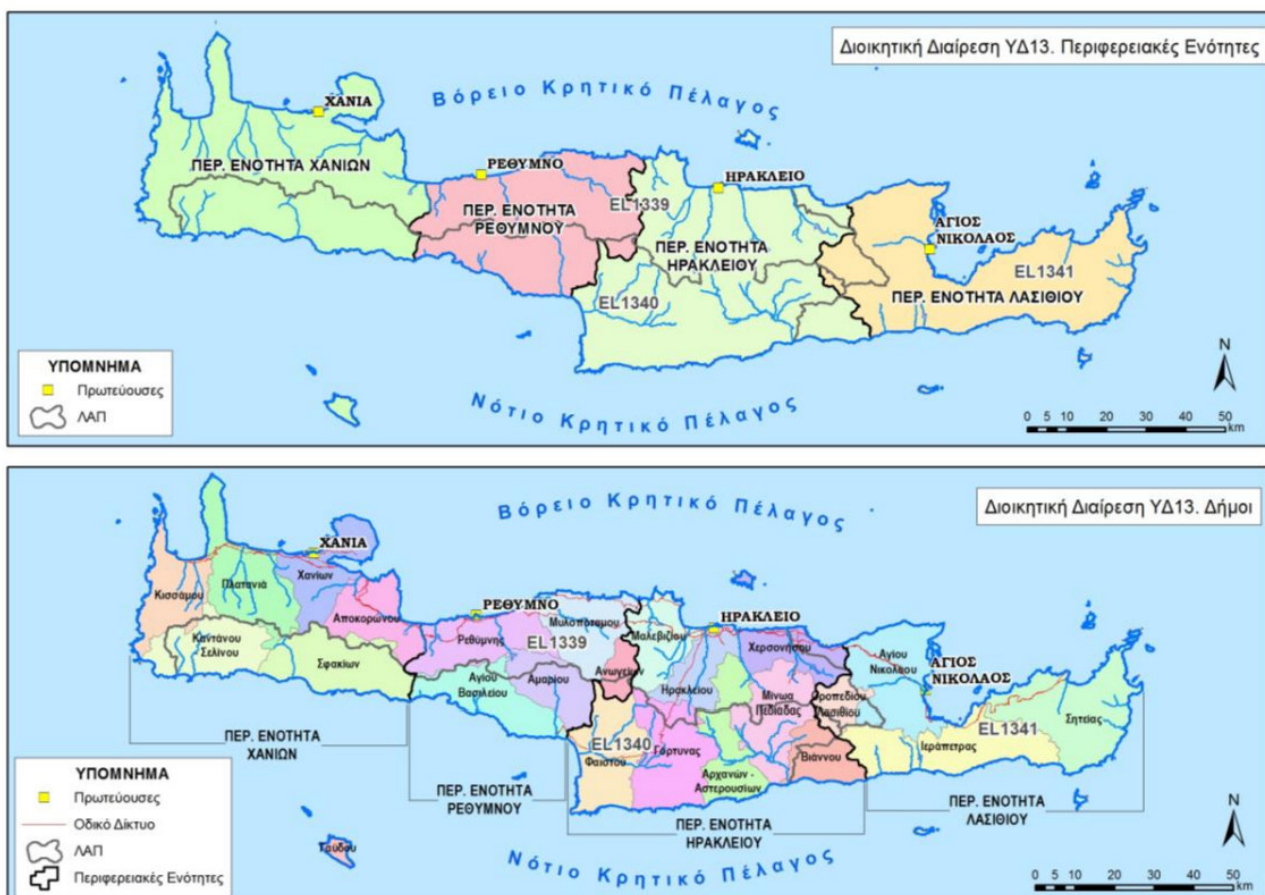 Διοικητική Διαίρεση ΥΔ13. Περιφερειακές Ενότητες
Βόρειο Κρητικό Πέλαγος
ΧΑΝΙΑ
ΡΕΘΥΜΝΟ
ΗΡΑΚΛΕΙΟ
ΑΓΙΟΣ
ΝΙΚΟΛΑΟΣ
ΠΕΡ. ΕΝΟΤΗΤΑ ΧΑΝΙΩΝ
ΠΕΡ. ΕΝΟΤΗΤΑ
ΡΕΘΥΜΝΟΥ
EL1339
ΠΕΡ. ΕΝΟΤΗΤΑ
ΗΡΑΚΛΕΙΟΥ
EL1340
EL1341
ΠΕΡ. ΕΝΟΤΗΤΑ ΛΑΣΙΘΙΟΥ
Νότιο Κρητικό Πέλαγος
ΥΠΟΜΝΗΜΑ
Πρωτεύουσες
ΛΑΠ
N
0 5 10 20 30 40 50
km
Διοικητική Διαίρεση ΥΔ13. Δήμοι
Βόρειο Κρητικό Πέλαγος
ΧΑΝΙΑ
ΡΕΘΥΜΝΟ
ΗΡΑΚΛΕΙΟ
ΑΓΙΟΣ
ΝΙΚΟΛΑΟΣ
Κισσάμου
Πλατανιά
Χανίων
Αποκορώνου
Καντάνου
Σελίνου
Σφακίων
Ρεθύμνης
Μυλοποτάμου
EL1339
Ανωγείων
Αγίου
Βασιλείου
Αμαρίου
Μαλεβιζίου
Ηρακλείου
Χερσονήσου
Μινώα
Πεδιάδας
Οροπεδίου
Λασιθίου
Αγίου
Νικολάου
EL1340
Φαιστού
Γόρτυνας
Αρχανών -
Αστερουσίων
Βιάννου
Ιεράπετρας
EL1341
Σητείας
Γαύδου
ΠΕΡ. ΕΝΟΤΗΤΑ
ΧΑΝΙΩΝ
ΠΕΡ. ΕΝΟΤΗΤΑ
ΡΕΘΥΜΝΟΥ
ΠΕΡ. ΕΝΟΤΗΤΑ
ΗΡΑΚΛΕΙΟΥ
ΠΕΡ. ΕΝΟΤΗΤΑ
ΛΑΣΙΘΙΟΥ
Νότιο Κρητικό Πέλαγος
ΥΠΟΜΝΗΜΑ
Πρωτεύουσες
Οδικό Δίκτυο
ΛΑΠ
Περιφερειακές Ενότητες
N
0 5 10 20 30 40 50
km